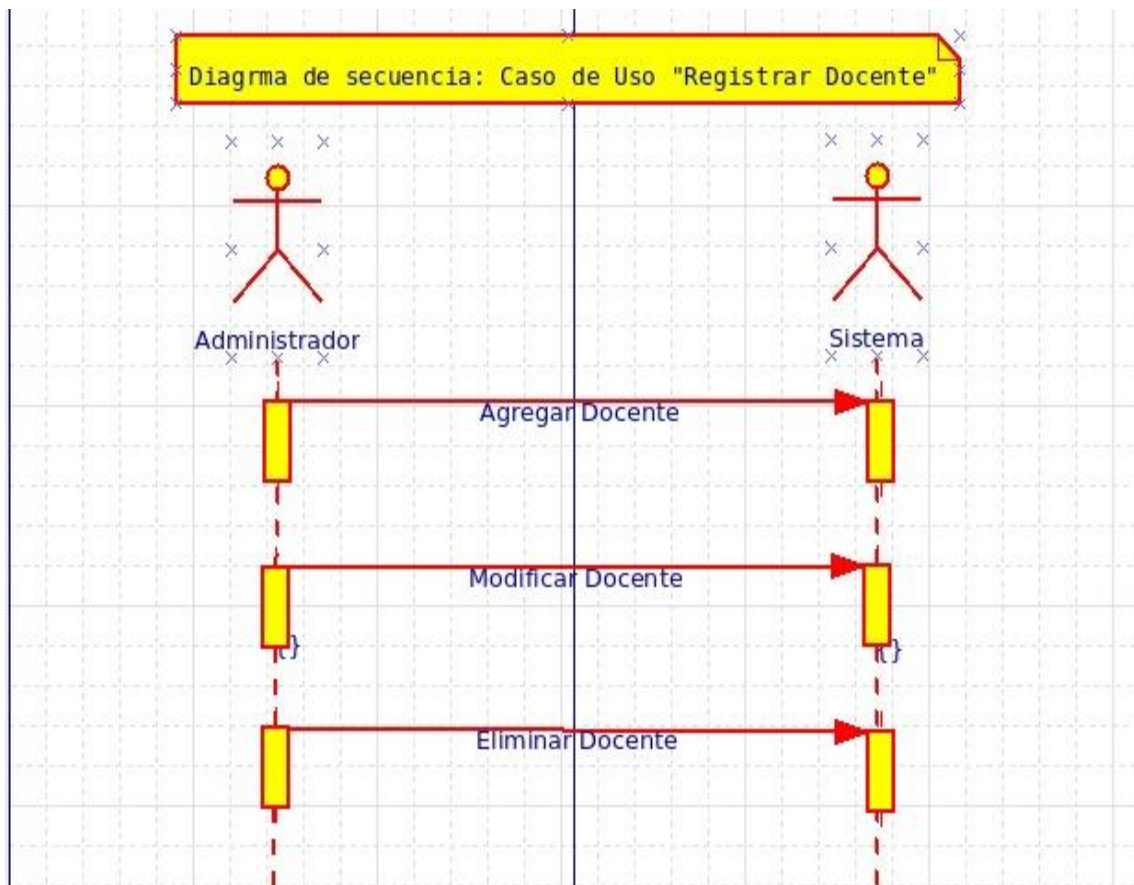 Diagrma de secuencia: Caso de Uso "Registrar Docente"
Administrador
Sistema
Agregar Docente
Modificar Docente
{}
{}
Eliminar Docente